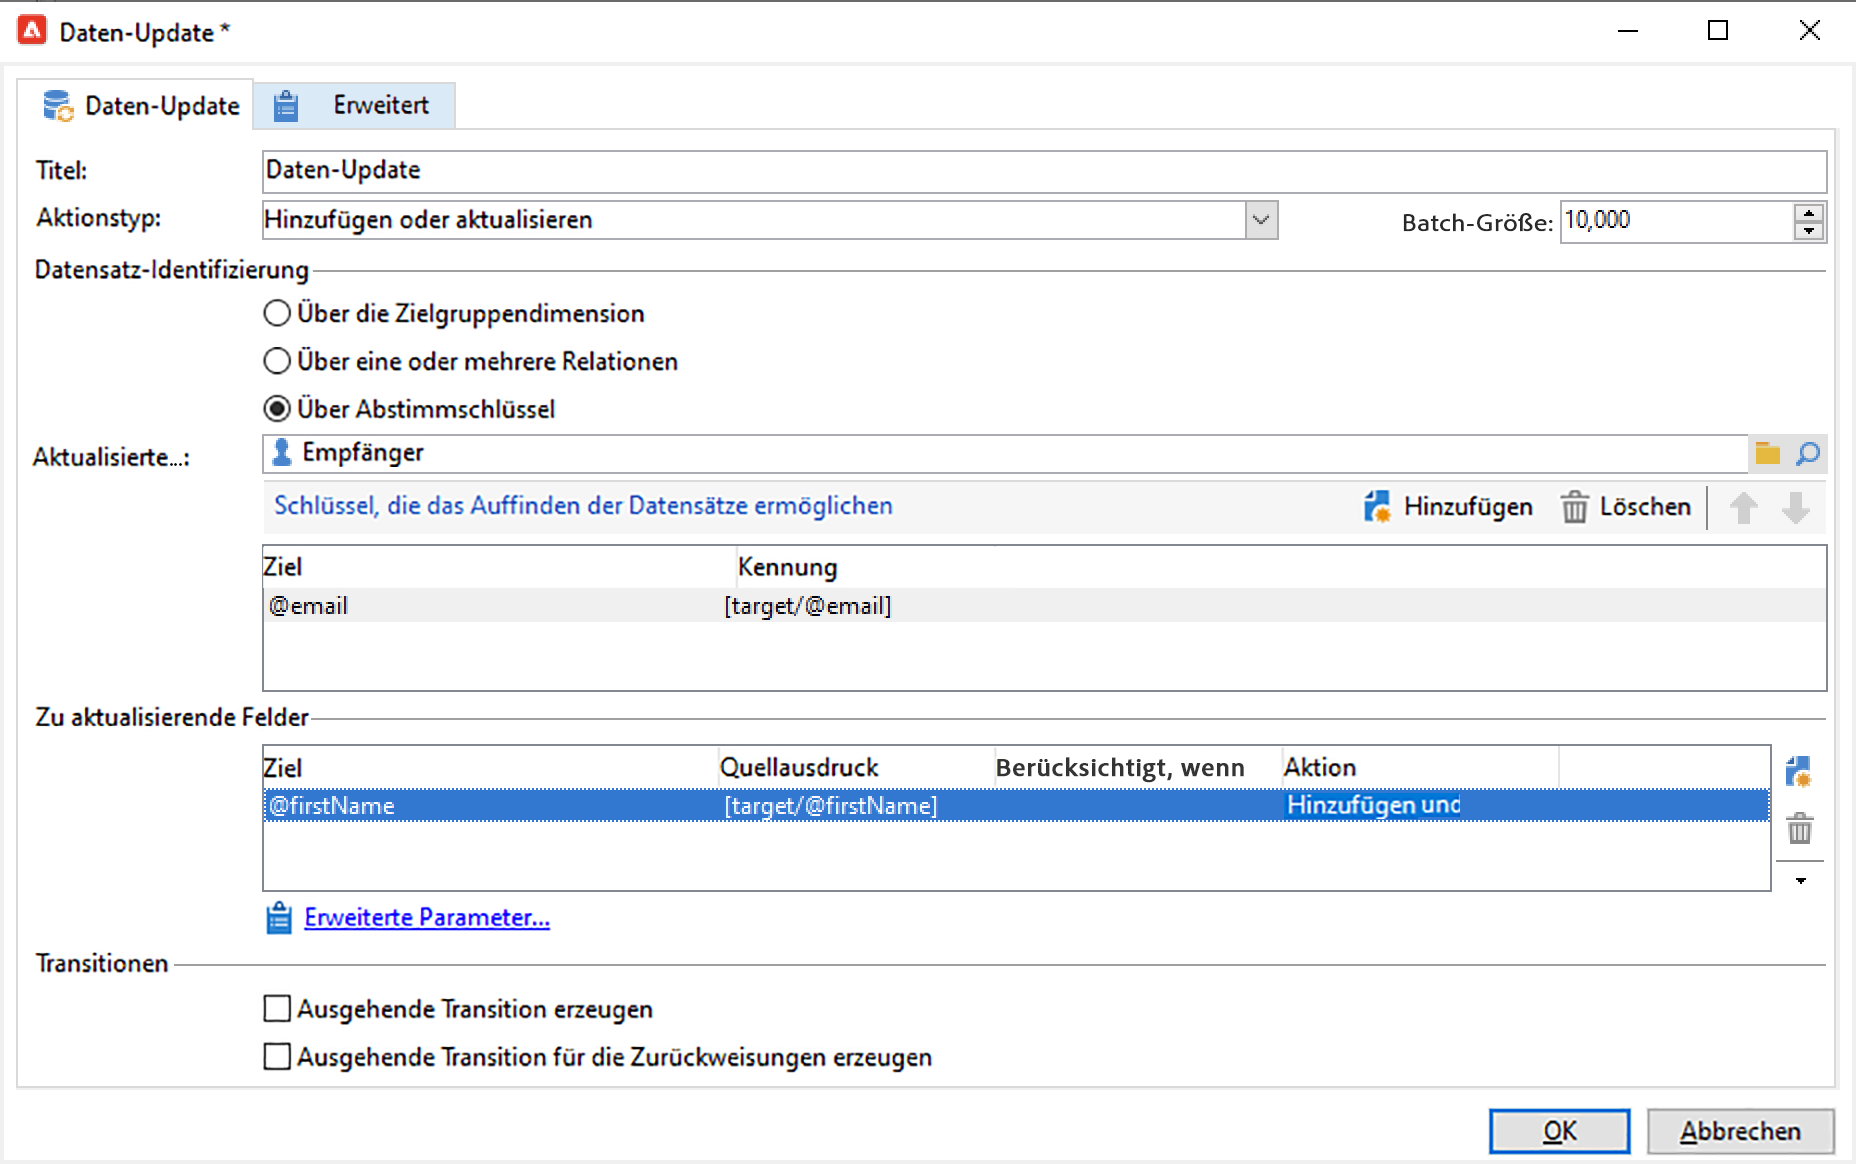 Daten-Update *
Daten-Update Erweitert
Titel: Daten-Update
Aktionstyp: Hinzufügen oder aktualisieren Batch-Größe: 10,000
Datensatz-Identifizierung
Über die Zielgruppendimension
Über eine oder mehrere Relationen
Über Abstimmschlüssel
Aktualisierte...: Empfänger
Schlüssel, die das Auffinden der Datensätze ermöglichen Hinzufügen Löschen
Ziel Kennung
@email [target/@email]
Zu aktualisierende Felder
Ziel Quellausdruck Berücksichtigt, wenn Aktion
@firstName [target/@firstName] Hinzufügen und
Erweiterte Parameter...
Transitionen
Ausgehende Transition erzeugen
Ausgehende Transition für die Zurückweisungen erzeugen
OK Abbrechen